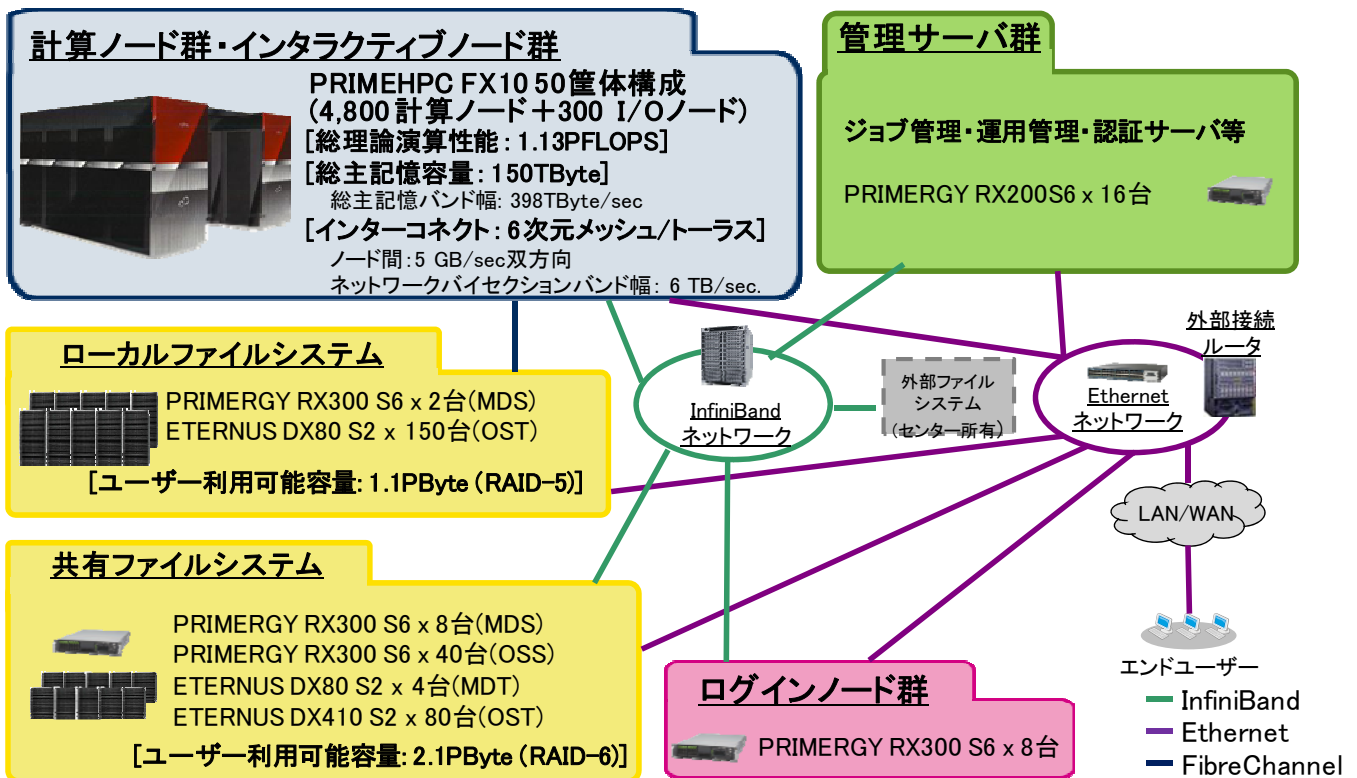 計算ノード群・インタラクティブノード群
PRIMEHPC FX10 50筐体構成
(4,800 計算ノード＋300 I/Oノード)
[総理論演算性能：1.13PFLOPS]
[総主記憶容量：150TByte]
総主記憶バンド幅: 398TByte/sec
[インターコネクト：6次元メッシュ/トーラス]
ノード間：5 GB/sec双方向
ネットワークバイセクションバンド幅： 6 TB/sec.
管理サーバ群
ジョブ管理・運用管理・認証サーバ等
PRIMERGY RX200S6 x 16台
ローカルファイルシステム
PRIMERGY RX300 S6 x 2台(MDS)
ETERNUS DX80 S2 x 150台(OST)
[ユーザー利用可能容量: 1.1PByte (RAID-5)]
InfiniBand
ネットワーク
外部ファイル
システム
(センター所有)
Ethernet
ネットワーク
外部接続
ルータ
LAN/WAN
エンドユーザー
共有ファイルシステム
PRIMERGY RX300 S6 x 8台(MDS)
PRIMERGY RX300 S6 x 40台(OSS)
ETERNUS DX80 S2 x 4台(MDT)
ETERNUS DX410 S2 x 80台(OST)
[ユーザー利用可能容量: 2.1PByte (RAID-6)]
ログインノード群
PRIMERGY RX300 S6 x 8台
InfiniBand
Ethernet
FibreChannel